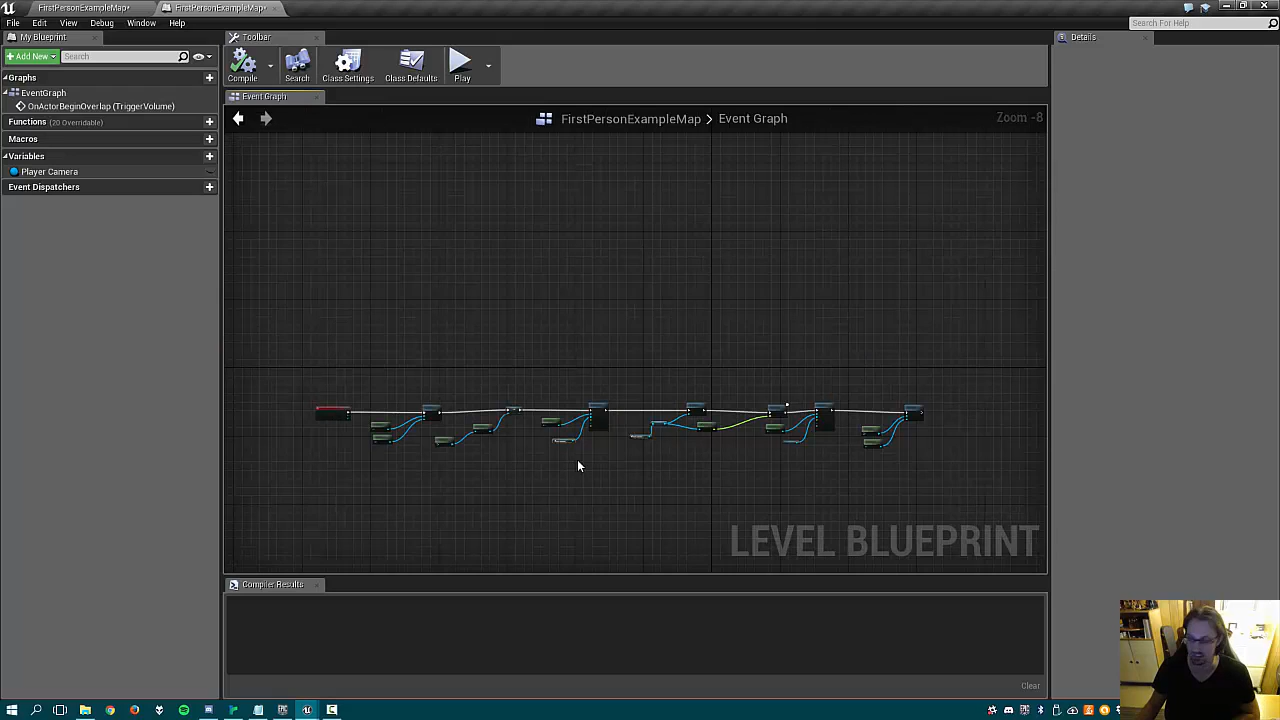 FirstPersonExampleMap*
FirstPersonExampleMap*
File Edit View Debug Window Help
Search For Help
My Blueprint
Toolbar
Details
Add New
Search
Compile
Search
Class Settings
Class Defaults
Play
Graphs
EventGraph
OnActorBeginOverlap (TriggerVolume)
Functions (20 Overridable)
Macros
Variables
Player Camera
Event Dispatchers
Event Graph
FirstPersonExampleMap > Event Graph
Zoom -8
LEVEL BLUEPRINT
Compiler Results
Clear